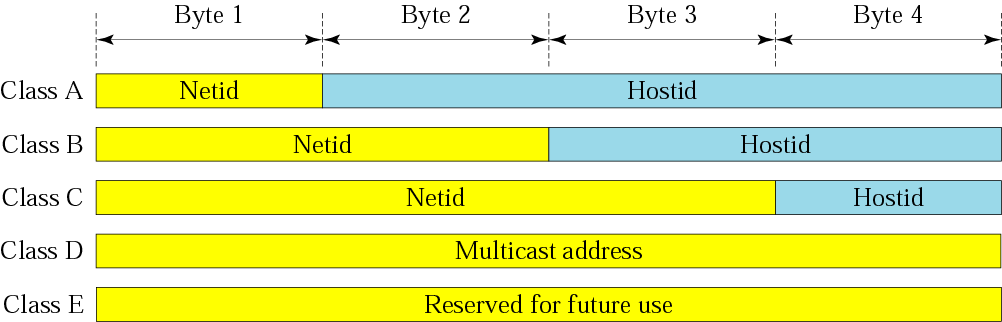 Byte 1 Byte 2 Byte 3 Byte 4
Class A Netid Hostid
Class B Netid Hostid
Class C Netid Hostid
Class D Multicast address
Class E Reserved for future use